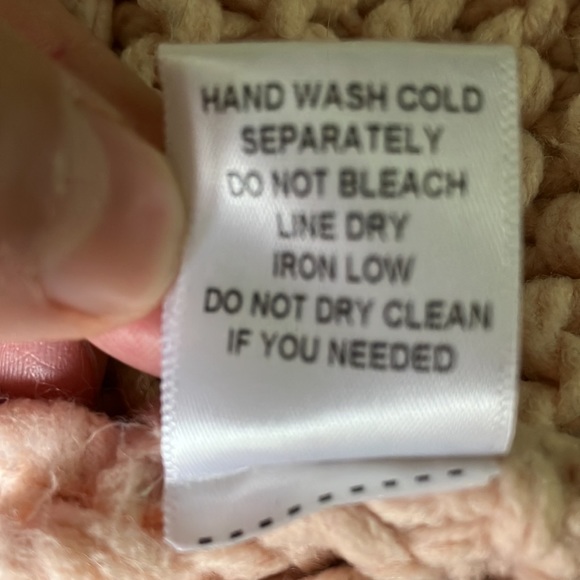 HAND WASH COLD
SEPARATELY
DO NOT BLEACH
LINE DRY
IRON LOW
DO NOT DRY CLEAN
IF YOU NEEDED